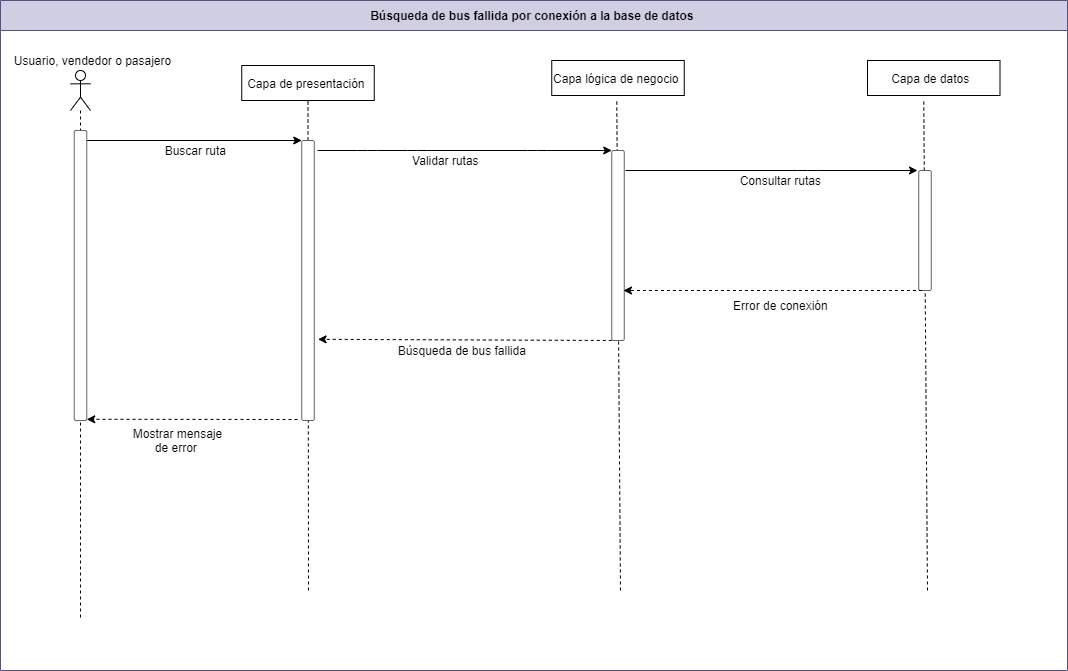 Búsqueda de bus fallida por conexión a la base de datos
Usuario, vendedor o pasajero
Capa de presentación
Capa lógica de negocio
Capa de datos
Buscar ruta
Validar rutas
Consultar rutas
Error de conexión
Búsqueda de bus fallida
Mostrar mensaje
de error